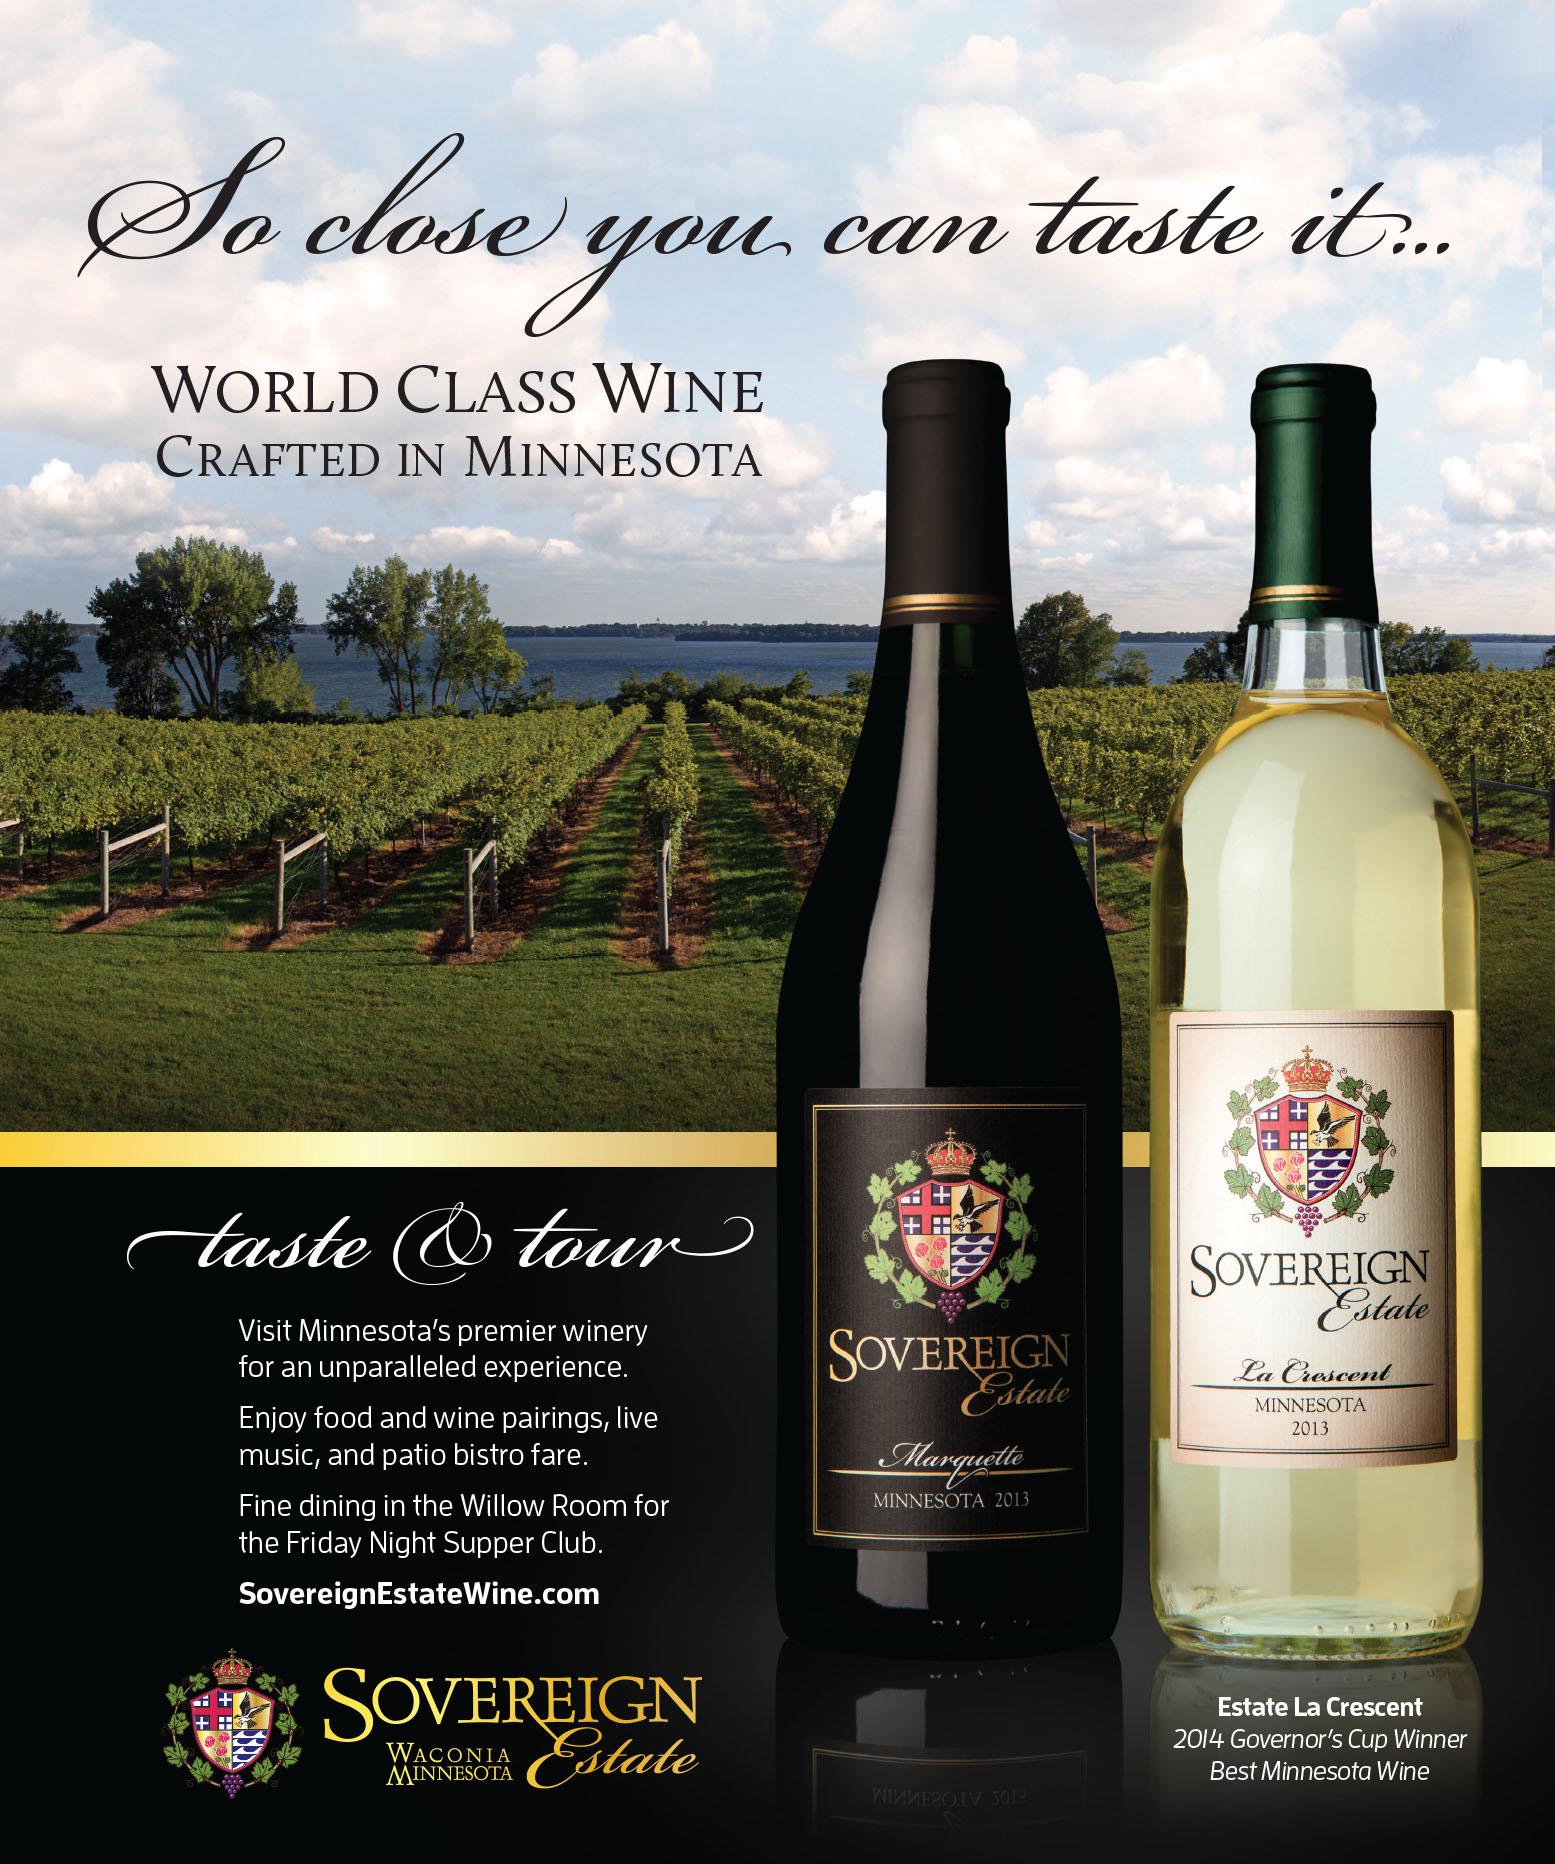 So close you can taste it...
World Class Wine
Crafted in Minnesota
taste & tour
Visit Minnesota's premier winery
for an unparalleled experience.
Enjoy food and wine pairings, live
music, and patio bistro fare.
Fine dining in the Willow Room for
the Friday Night Supper Club.
SovereignEstateWine.com
Sovereign
Estate
Waconia
Minnesota
Sovereign
Estate
Marquette
MINNESOTA 2013
Sovereign
Estate
La Crescent
MINNESOTA
2013
Estate La Crescent
2014 Governor's Cup Winner
Best Minnesota Wine
MINNESOTA 2013